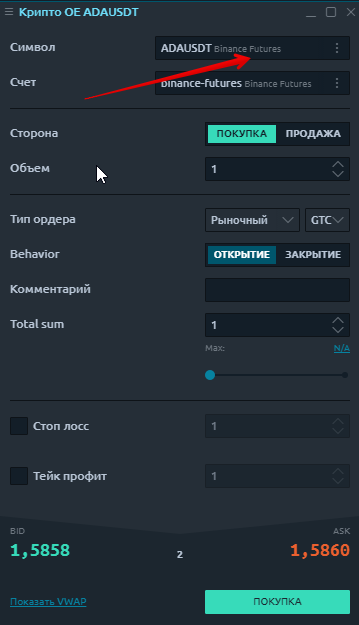 Крипто OE ADAUSDT
Символ ADAUSDT Binance Futures
Счет binance-futures Binance Futures
Сторона ПОКУПКА ПРОДАЖА
Объем 1
Тип ордера Рыночный GTC
Behavior ОТКРЫТИЕ ЗАКРЫТИЕ
Комментарий
Total sum 1
Max: N/A
Стоп лосс 1
Тейк профит 1
BID ASK
1,5858 2 1,5860
Показать VWAP ПОКУПКА